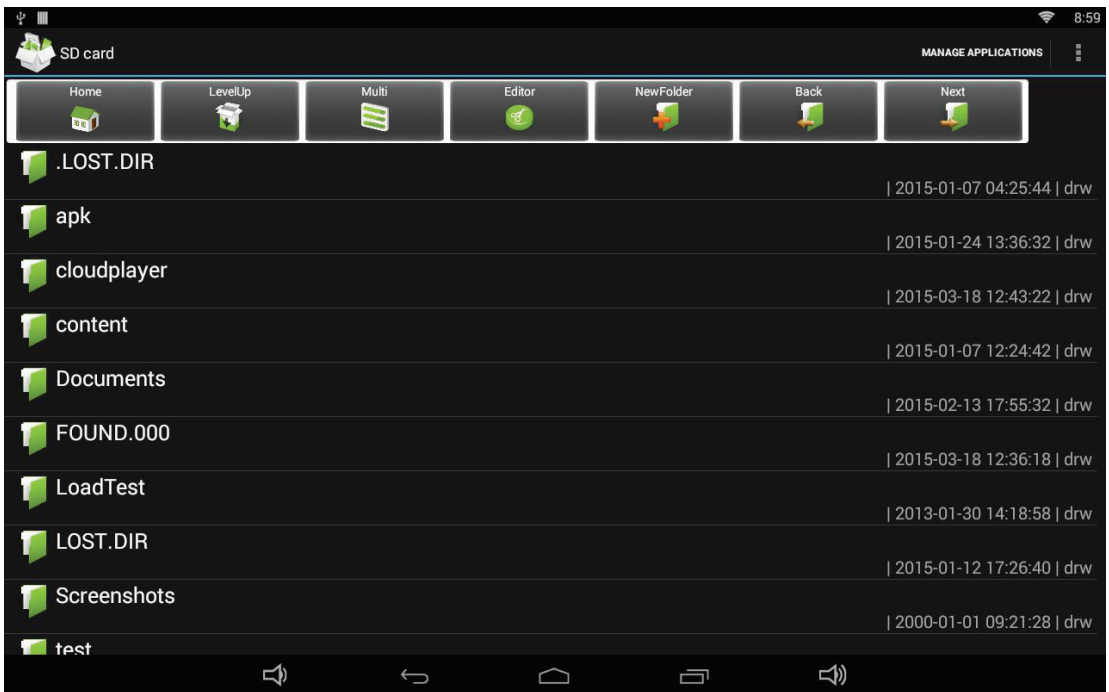 8:59
SD card MANAGE APPLICATIONS
Home LevelUp Multi Editor NewFolder Back Next
.LOST.DIR
| 2015-01-07 04:25:44 | drw
apk
| 2015-01-24 13:36:32 | drw
cloudplayer
| 2015-03-18 12:43:22 | drw
content
| 2015-01-07 12:24:42 | drw
Documents
| 2015-02-13 17:55:32 | drw
FOUND.000
| 2015-03-18 12:36:18 | drw
LoadTest
| 2013-01-30 14:18:58 | drw
LOST.DIR
| 2015-01-12 17:26:40 | drw
Screenshots
| 2000-01-01 09:21:28 | drw
test